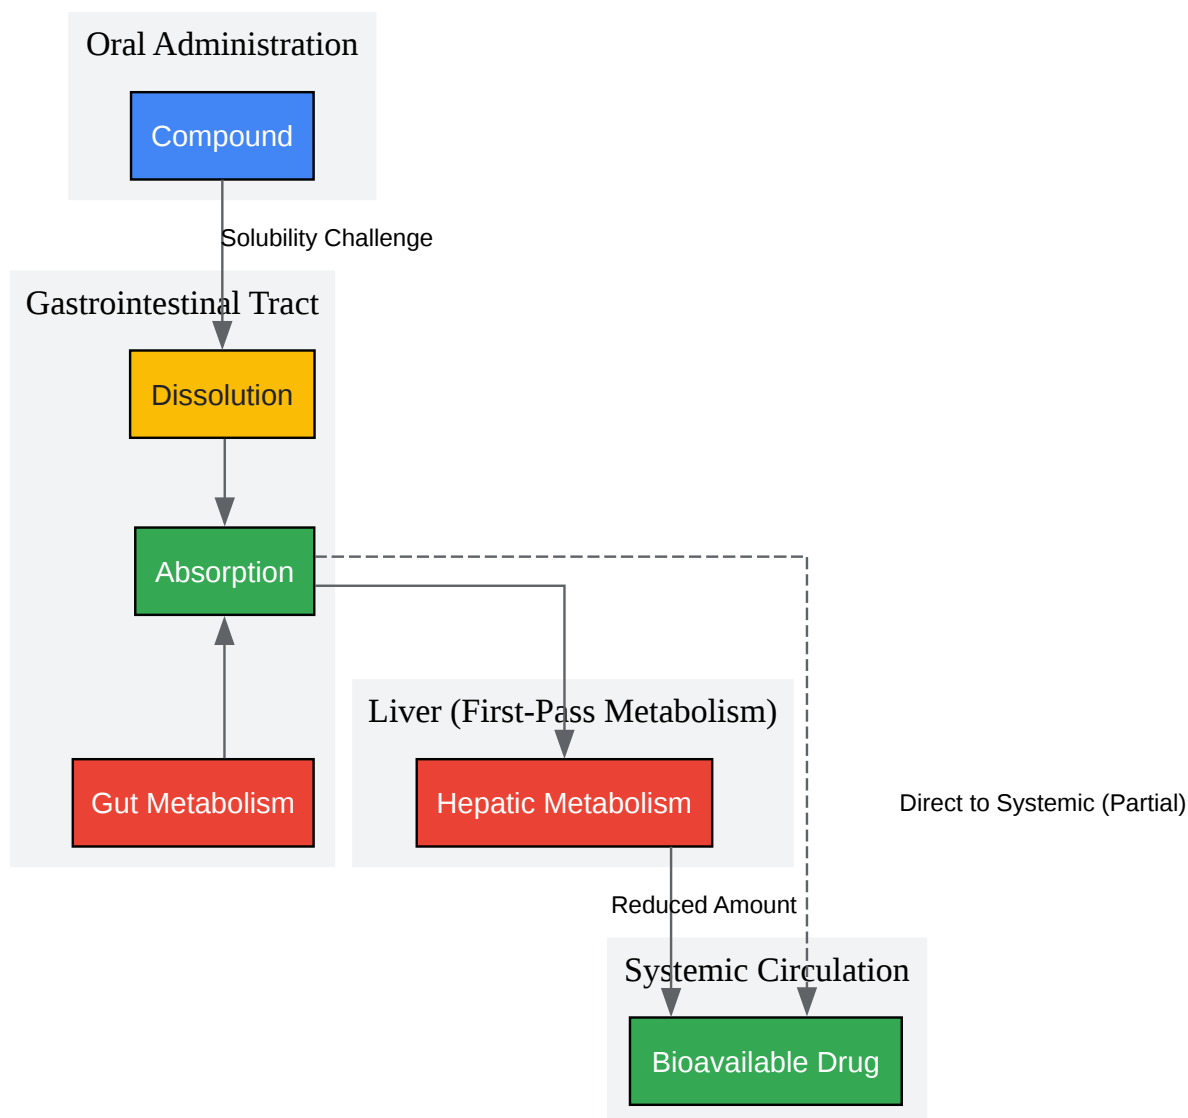 Oral Administration
Compound
Solubility Challenge
Gastrointestinal Tract
Dissolution
Absorption
Liver (First-Pass Metabolism)
Gut Metabolism
Hepatic Metabolism
Direct to Systemic (Partial)
Reduced Amount
Systemic Circulation
Bioavailable Drug